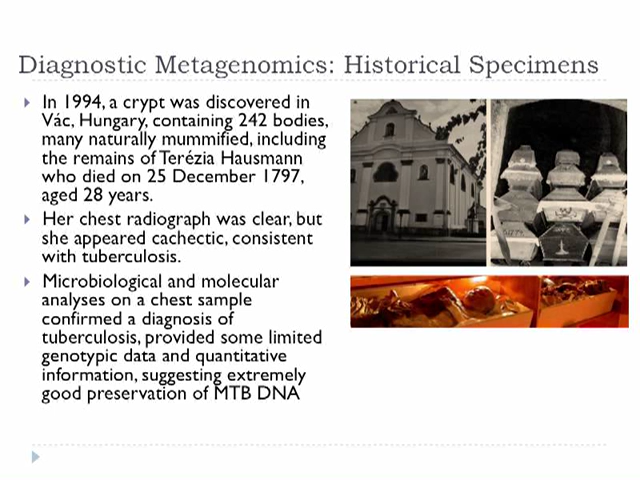 Diagnostic Metagenomics: Historical Specimens
In 1994, a crypt was discovered in
Vác, Hungary, containing 242 bodies,
many naturally mummified, including
the remains of Terézia Hausmann
who died on 25 December 1797,
aged 28 years.
Her chest radiograph was clear, but
she appeared cachectic, consistent
with tuberculosis.
Microbiological and molecular
analyses on a chest sample
confirmed a diagnosis of
tuberculosis, provided some limited
genotypic data and quantitative
information, suggesting extremely
good preservation of MTB DNA